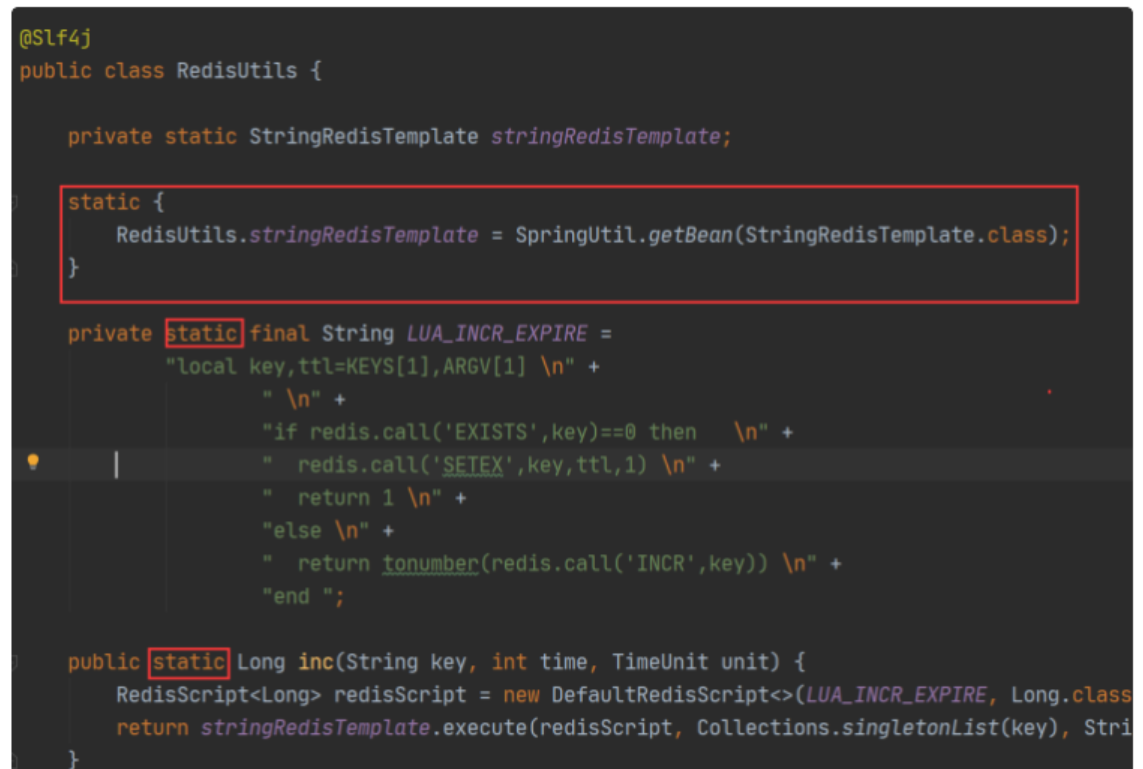 @Slf4j
public class RedisUtils {
private static StringRedisTemplate stringRedisTemplate;
static {
RedisUtils.stringRedisTemplate = SpringUtil.getBean(StringRedisTemplate.class);
}
private static final String LUA_INCR_EXPIRE =
"local key,ttl=KEYS[1],ARGV[1] \n" +
" \n" +
"if redis.call('EXISTS',key)==0 then   \n" +
"  redis.call('SETEX',key,ttl,1) \n" +
"  return 1 \n" +
"else \n" +
"  return tonumber(redis.call('INCR',key)) \n" +
"end ";
public static Long inc(String key, int time, TimeUnit unit) {
RedisScript<Long> redisScript = new DefaultRedisScript<>(LUA_INCR_EXPIRE, Long.class
return stringRedisTemplate.execute(redisScript, Collections.singletonList(key), Stri
}